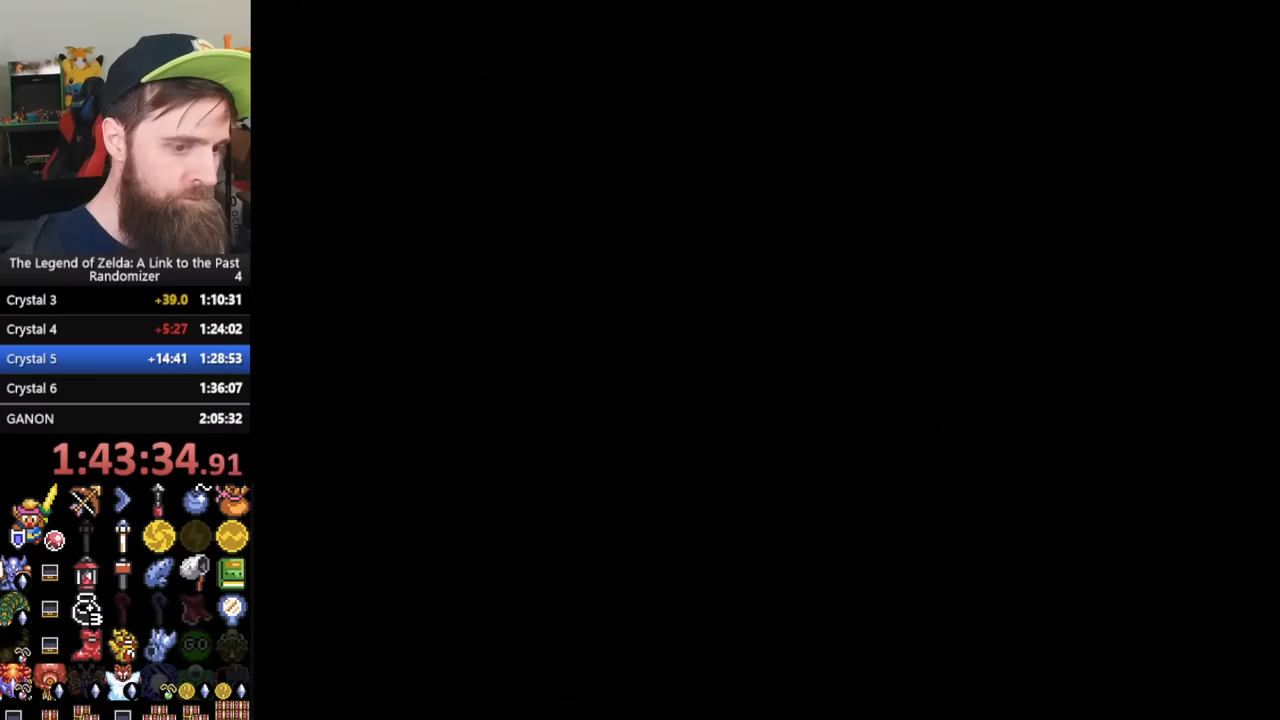 The Legend of Zelda: A Link to the Past
Randomizer 4
Crystal 3 +39.0 1:10:31
Crystal 4 +5:27 1:24:02
Crystal 5 +14:41 1:28:53
Crystal 6 1:36:07
GANON 2:05:32
1:43:34.91
3
GO